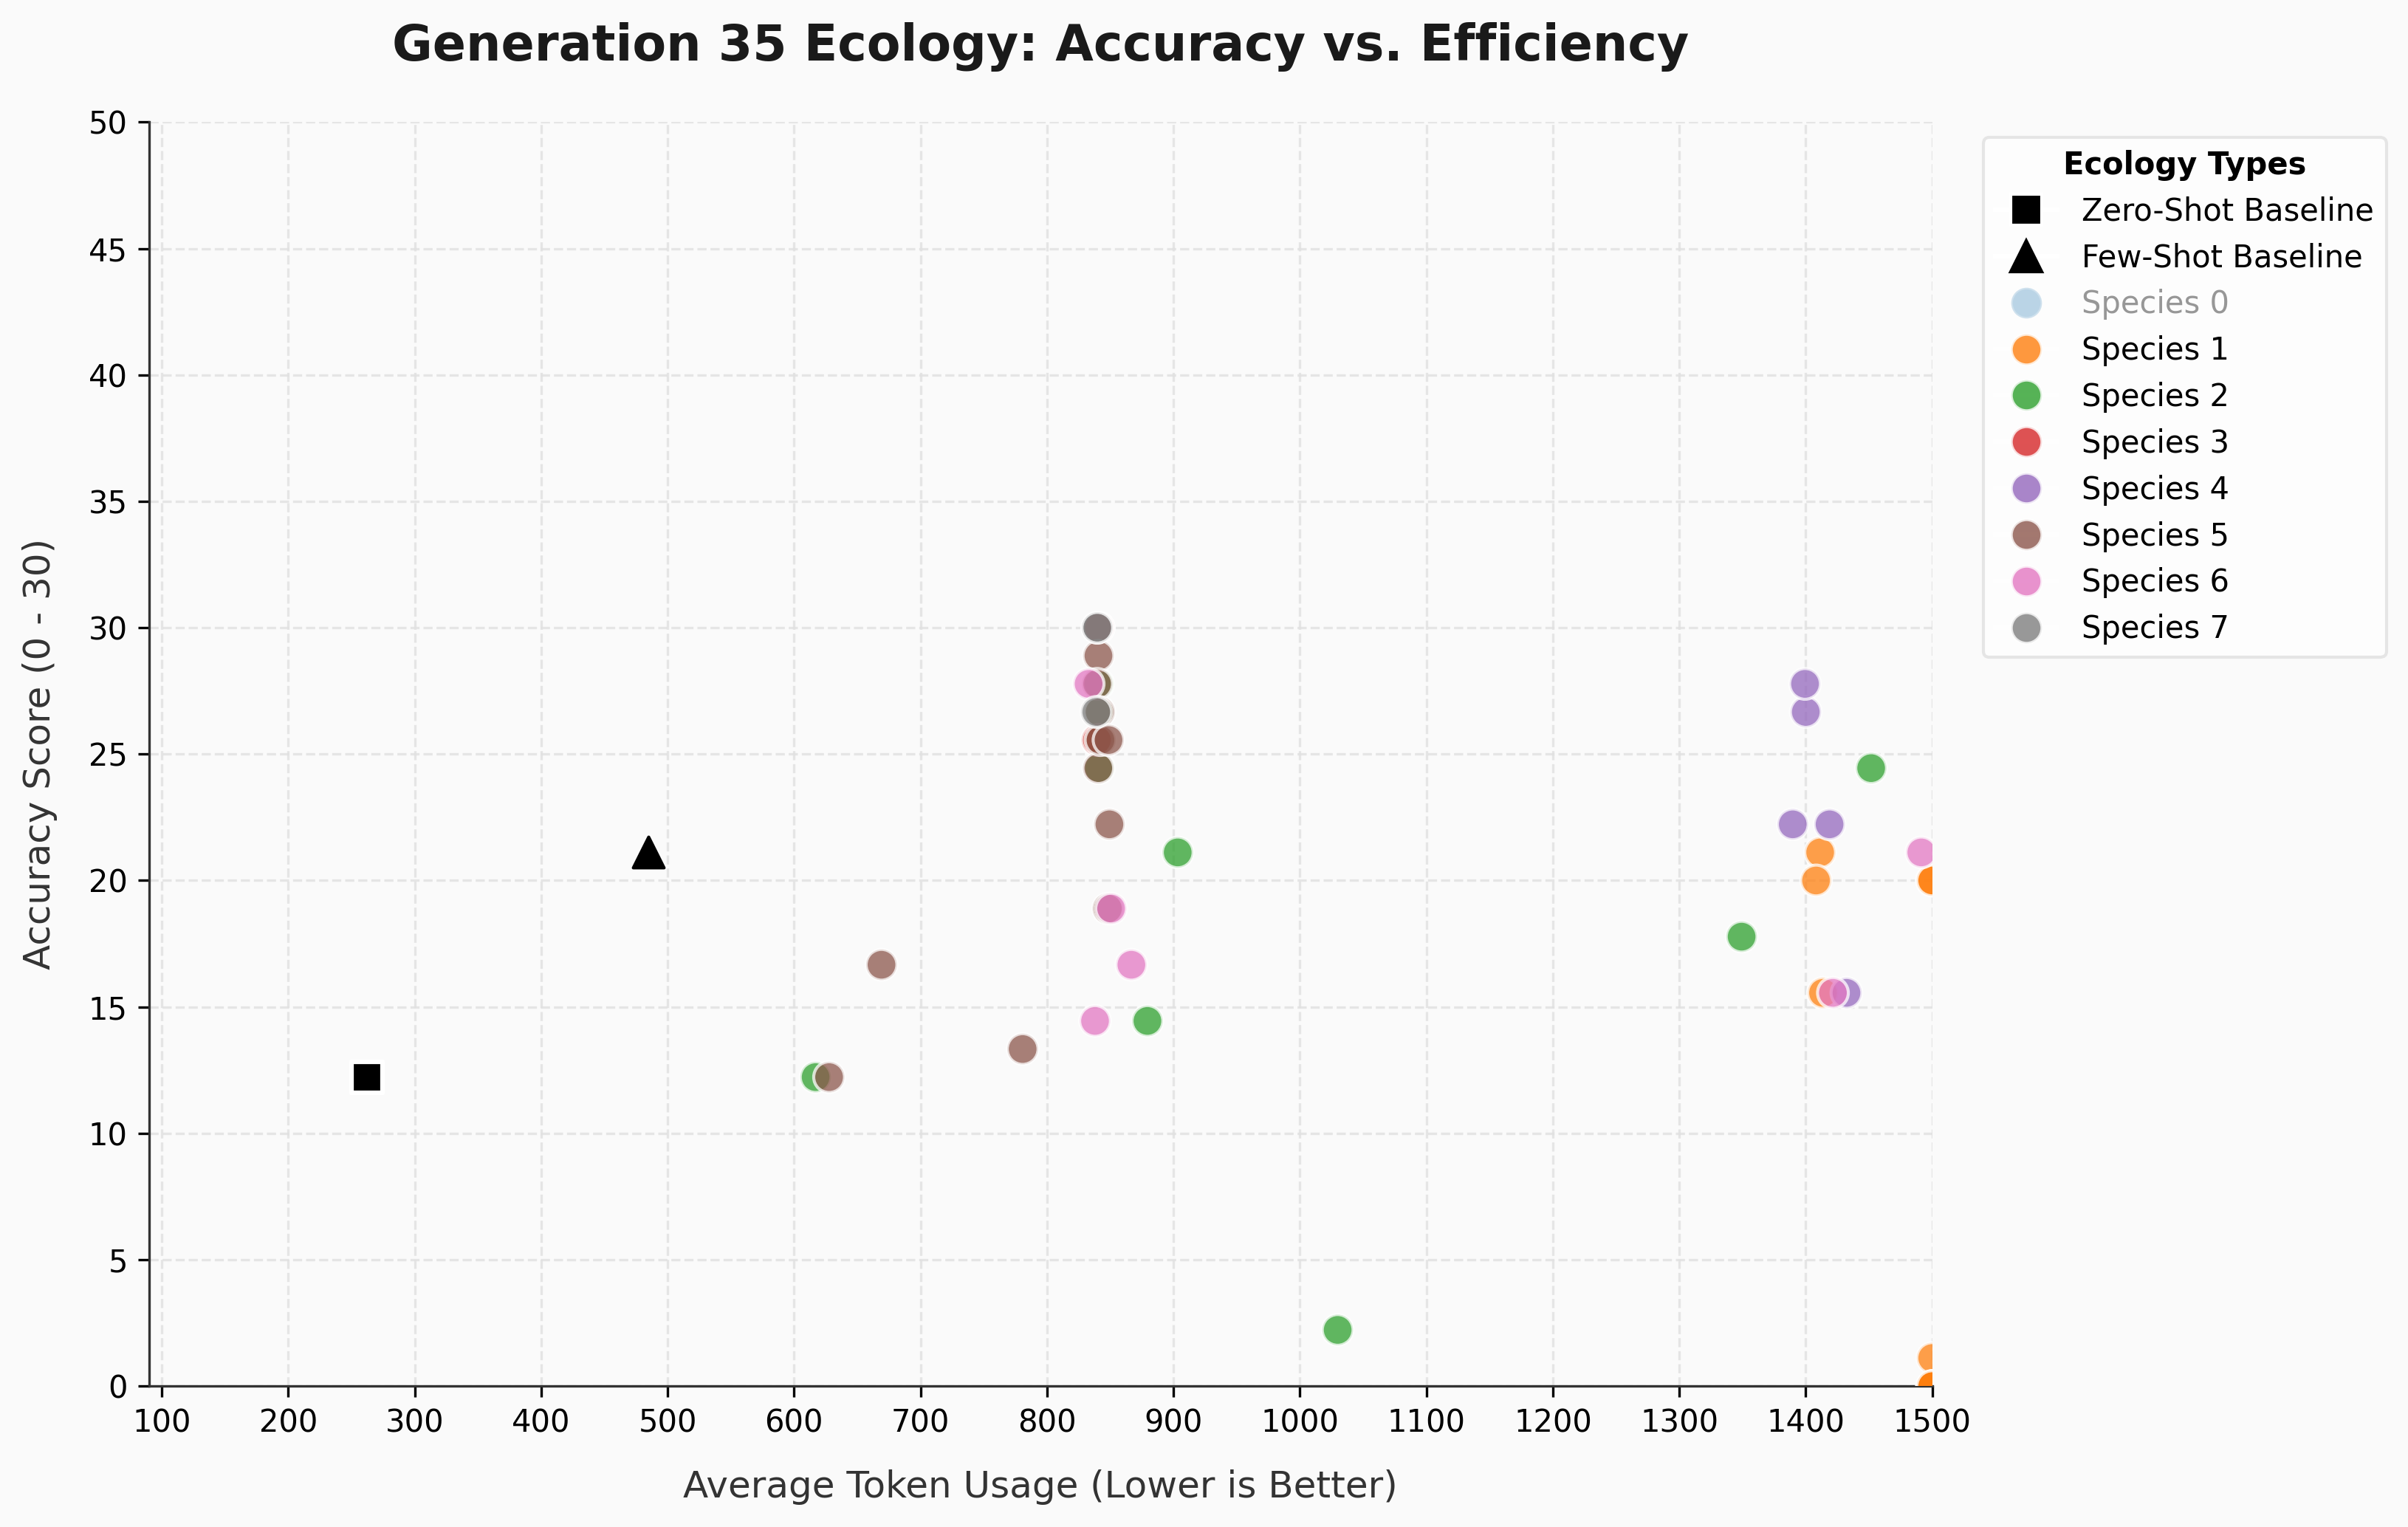 Generation 35 Ecology: Accuracy vs. Efficiency
50
45
40
35
30
25
20
15
10
5
0
Accuracy Score (0 - 30)
100 200 300 400 500 600 700 800 900 1000 1100 1200 1300 1400 1500
Average Token Usage (Lower is Better)
Ecology Types
Zero-Shot Baseline
Few-Shot Baseline
Species 0
Species 1
Species 2
Species 3
Species 4
Species 5
Species 6
Species 7